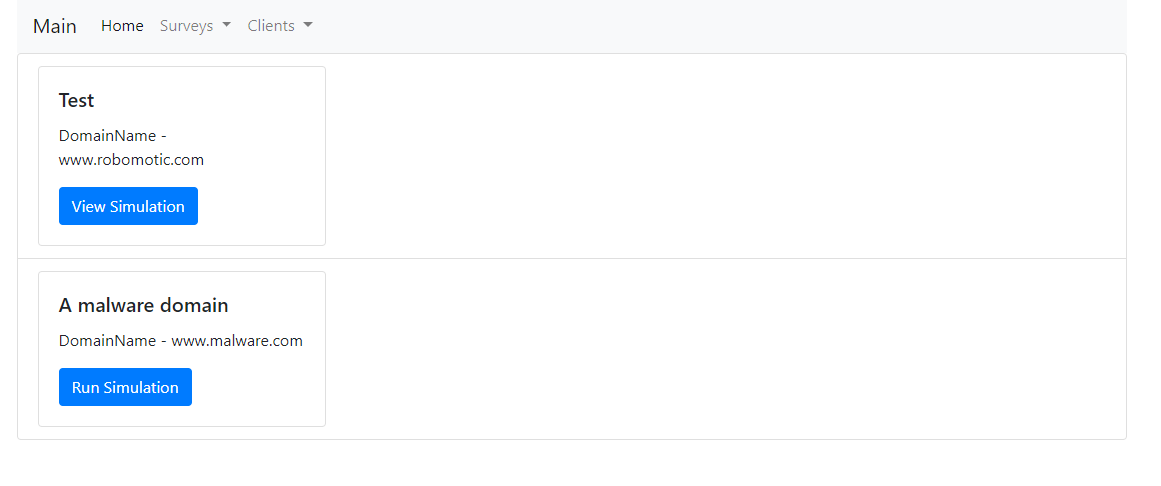 Main Home Surveys Clients
Test
DomainName -
www.robomotic.com
View Simulation
A malware domain
DomainName - www.malware.com
Run Simulation